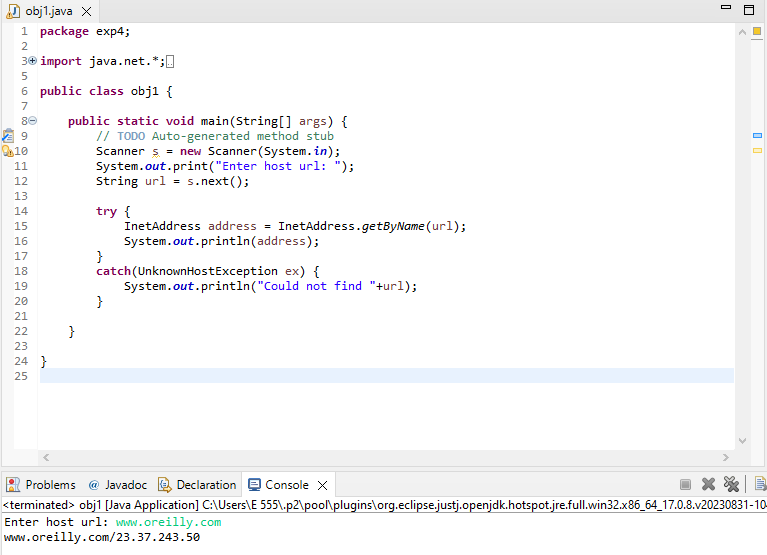 obj1.java
1 package exp4;
2
3 import java.net.*;
5
6 public class obj1 {
7
8 public static void main(String[] args) {
9 // TODO Auto-generated method stub
10 Scanner s = new Scanner(System.in);
11 System.out.print("Enter host url: ");
12 String url = s.next();
13
14 try {
15 InetAddress address = InetAddress.getByName(url);
16 System.out.println(address);
17 }
18 catch(UnknownHostException ex) {
19 System.out.println("Could not find "+url);
20 }
21
22 }
23
24 }
25
Problems @ Javadoc Declaration Console
<terminated> obj1 [Java Application] C:\Users\E 555\.p2\pool\plugins\org.eclipse.justj.openjdk.hotspot.jre.full.win32.x86_64_17.0.8.v20230831-10
Enter host url: www.oreilly.com
www.oreilly.com/23.37.243.50